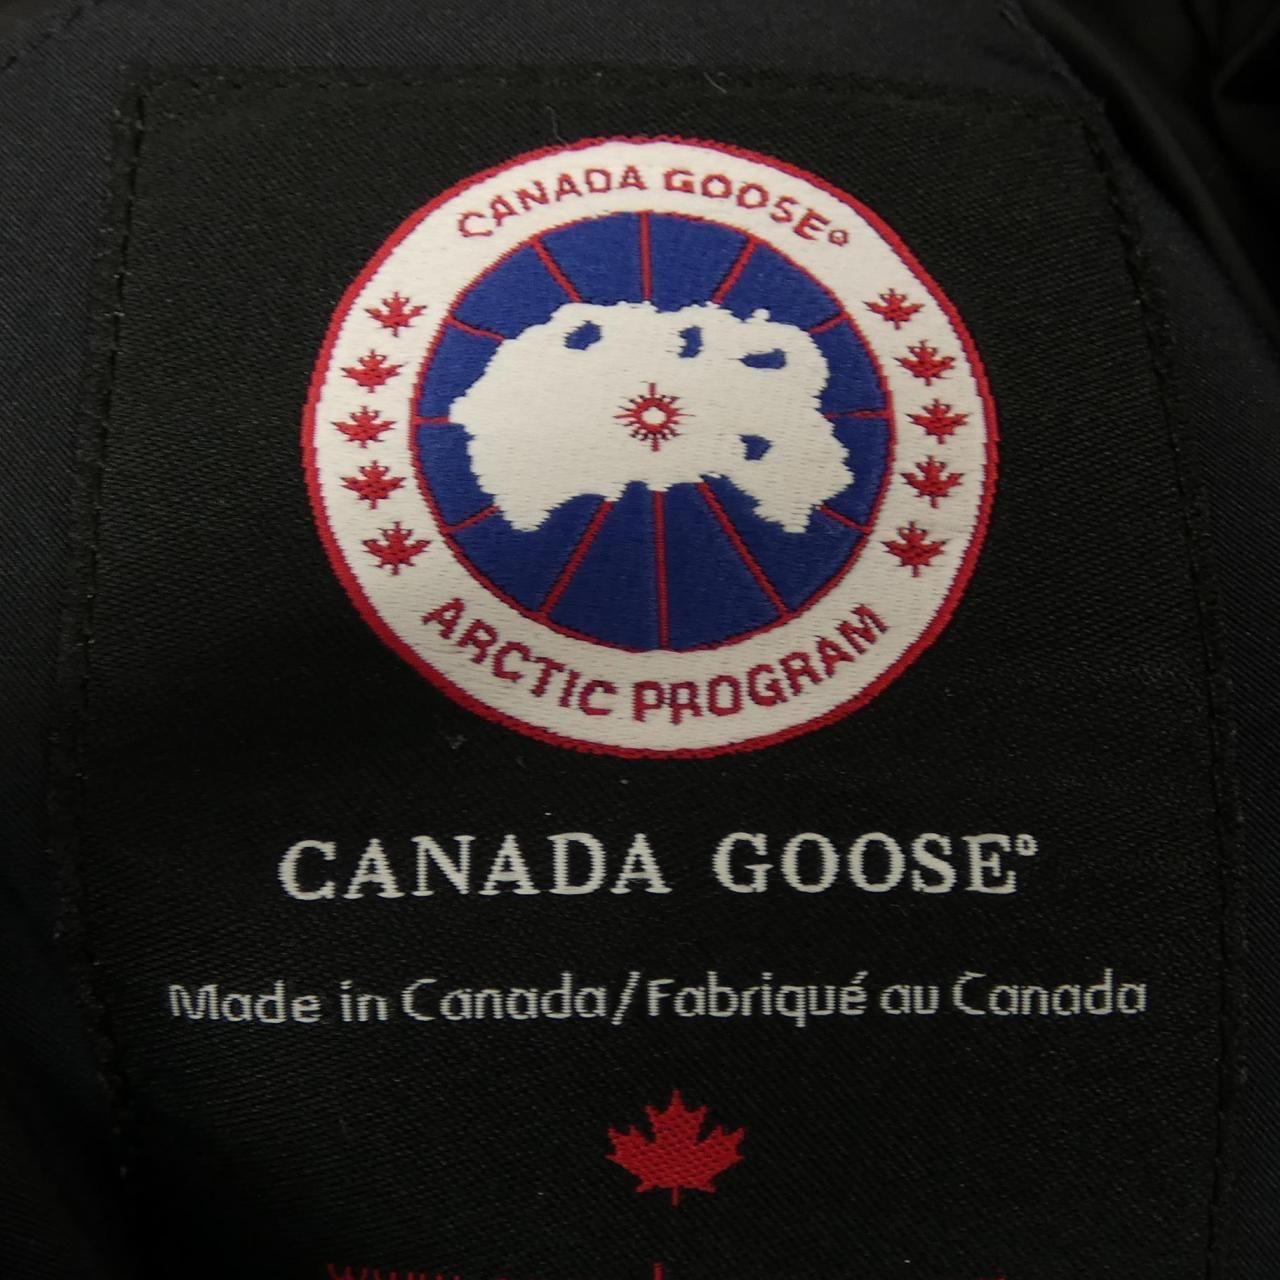 CANADA GOOSE®
ARCTIC PROGRAM
CANADA GOOSE®
Made in Canada/Fabriqué au Canada